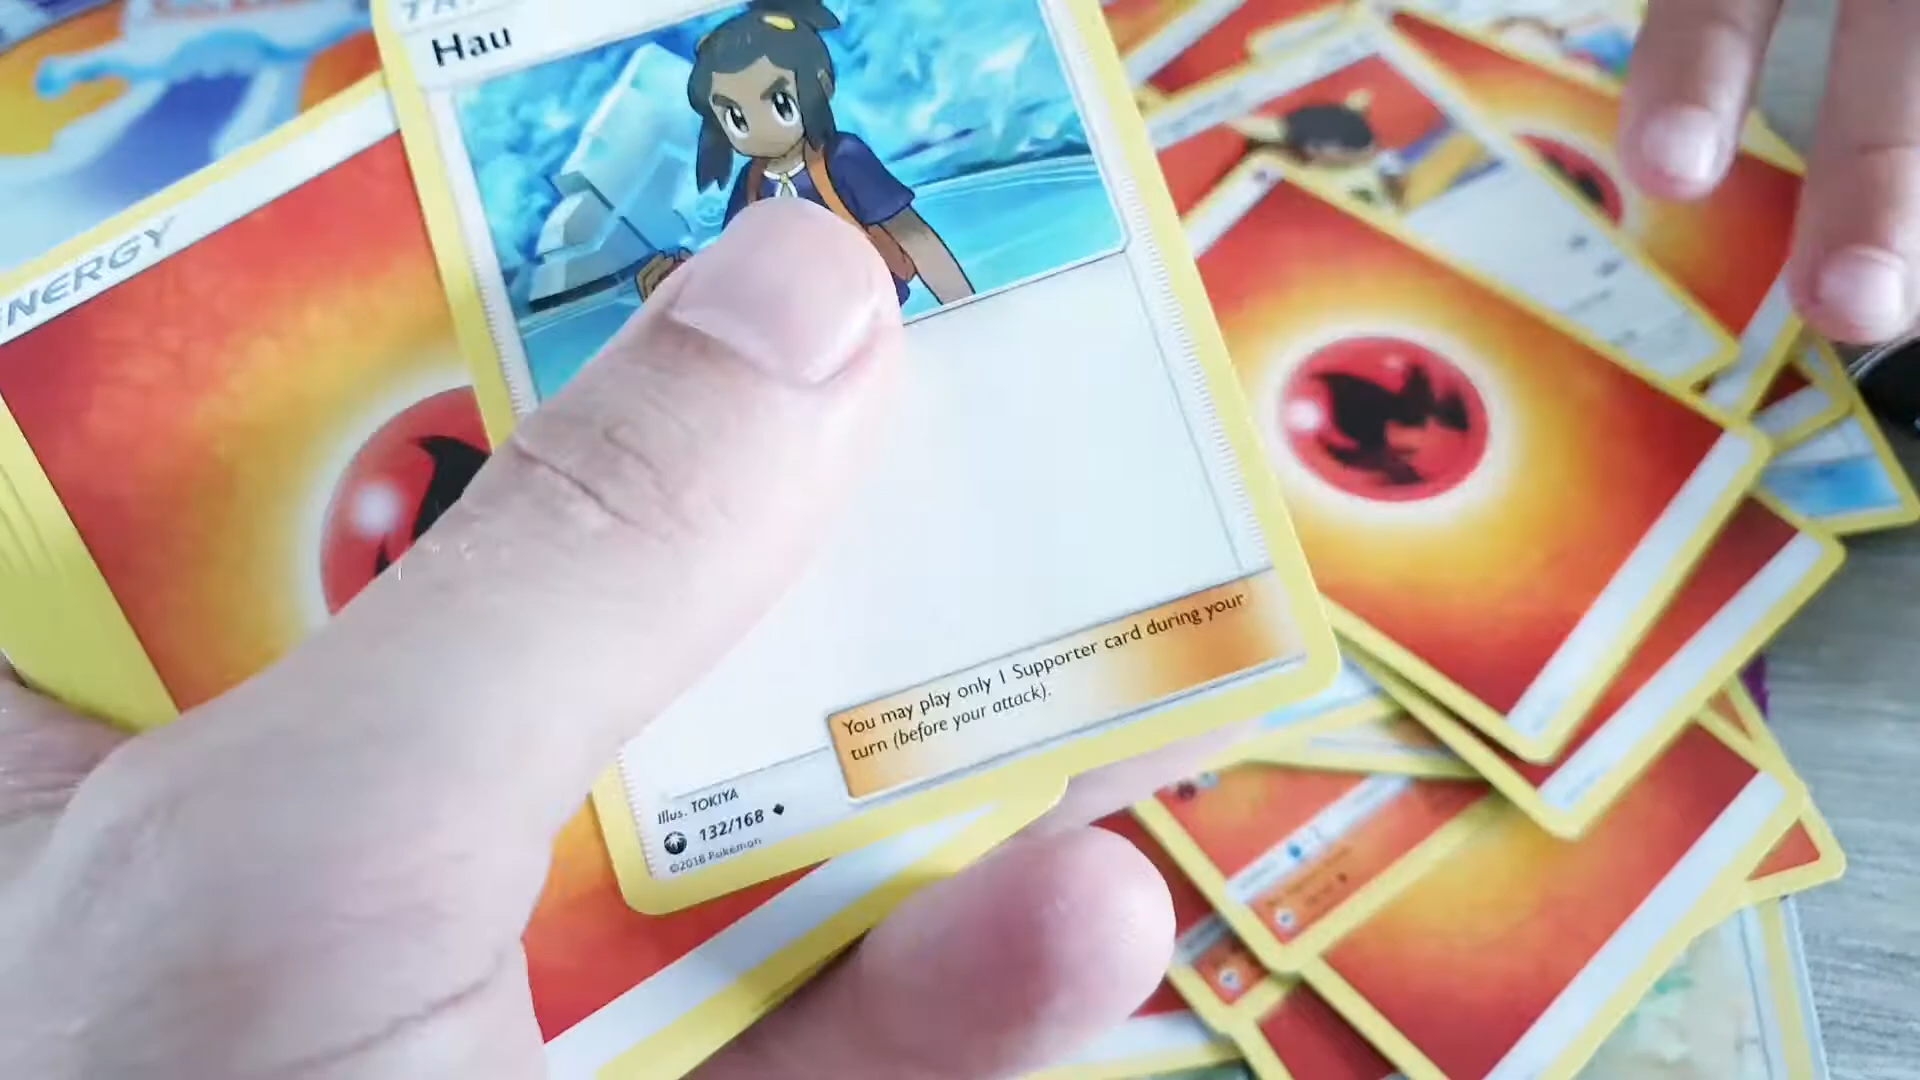 Hau
ENERGY
You may play only 1 Supporter card during your
turn (before your attack).
Illus. TOKIYA
132/168
©2018 Pokémon